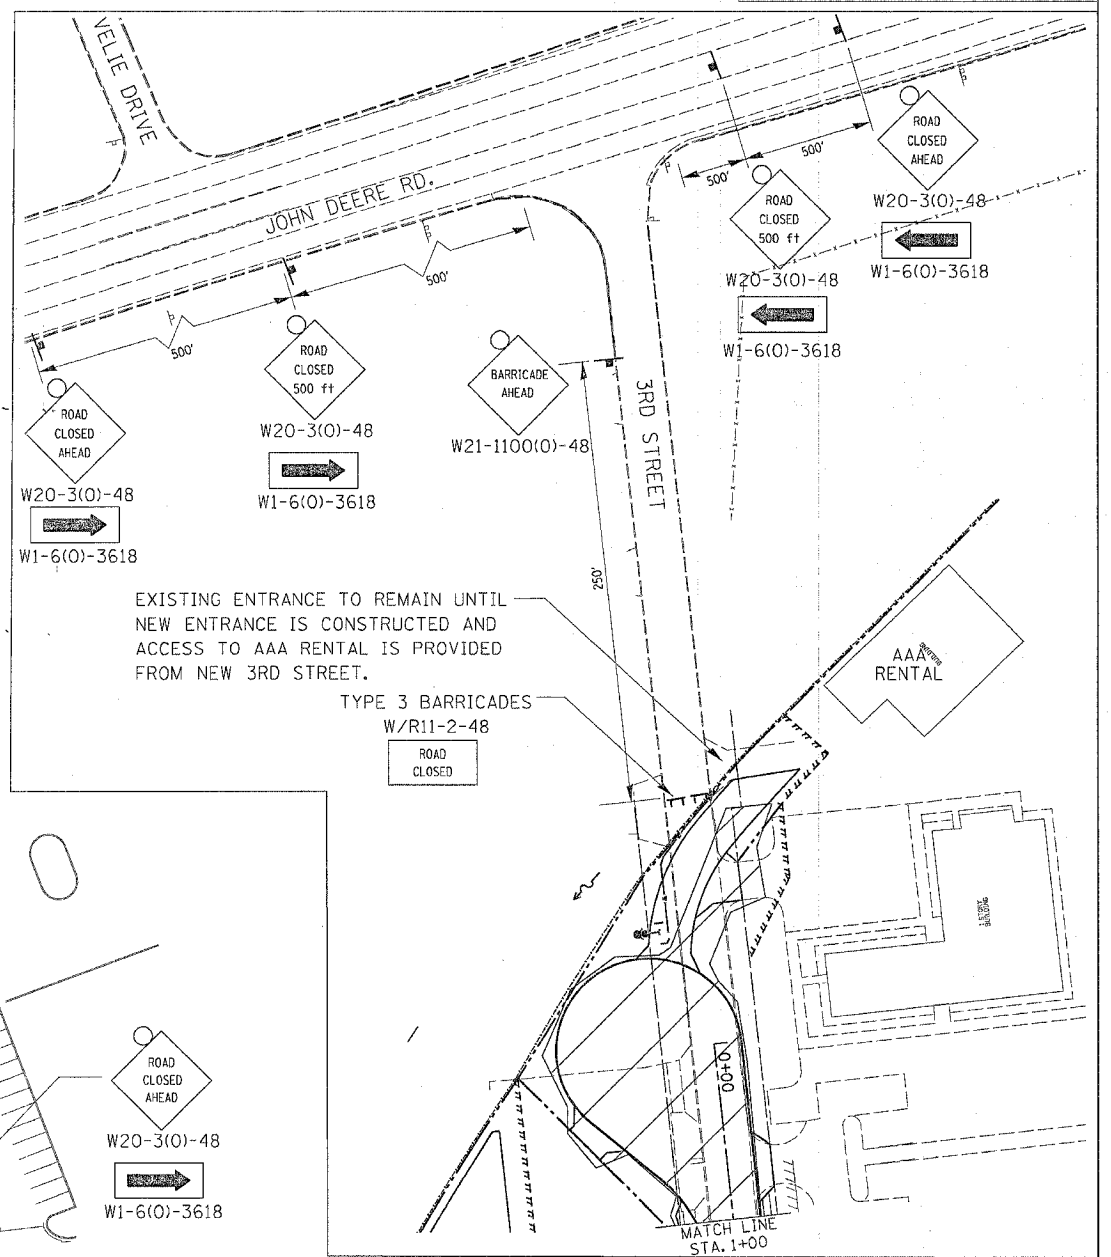 VELIE DRIVE
JOHN DEERE RD.
500'
500'
500'
500'
ROAD
CLOSED
AHEAD
W20-3(O)-48
W1-6(O)-3618
ROAD
CLOSED
500 ft
W20-3(O)-48
W1-6(O)-3618
ROAD
CLOSED
500 ft
W20-3(O)-48
W1-6(O)-3618
BARRICADE
AHEAD
W21-1100(O)-48
ROAD
CLOSED
AHEAD
W20-3(O)-48
W1-6(O)-3618
3RD STREET
250'
EXISTING ENTRANCE TO REMAIN UNTIL
NEW ENTRANCE IS CONSTRUCTED AND
ACCESS TO AAA RENTAL IS PROVIDED
FROM NEW 3RD STREET.
AAA
RENTAL
TYPE 3 BARRICADES
W/R11-2-48
ROAD
CLOSED
1 STORY
BUILDING
0+00
ROAD
CLOSED
AHEAD
W20-3(O)-48
W1-6(O)-3618
MATCH LINE
STA. 1+00